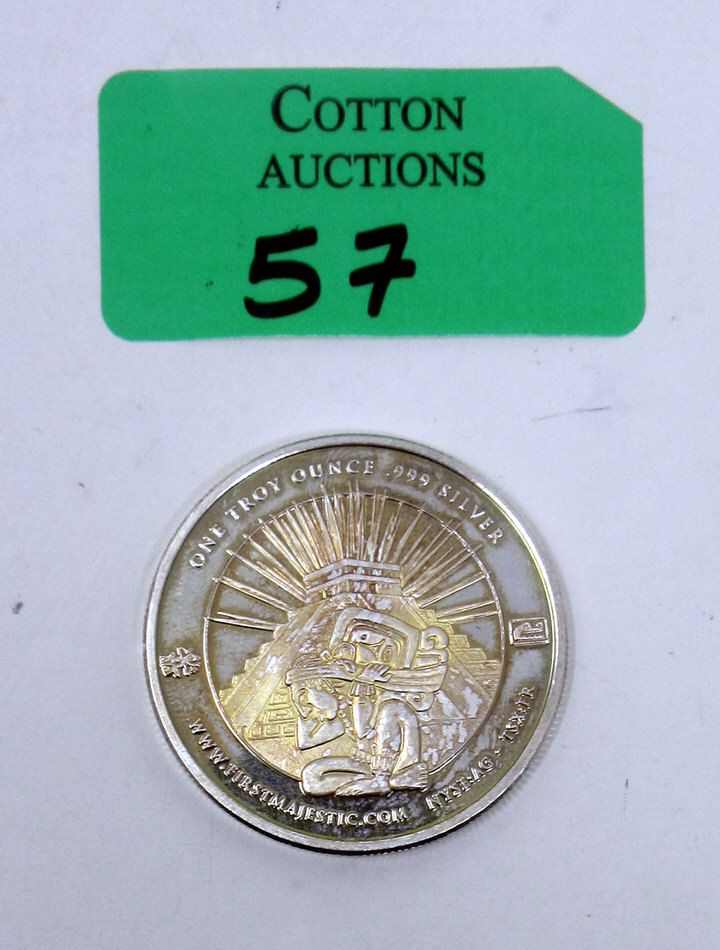 COTTON
AUCTIONS
57
ONE TROY OUNCE .999 SILVER
WWW.FIRSTMAJESTIC.COM NYSE:AG • TSX:FR